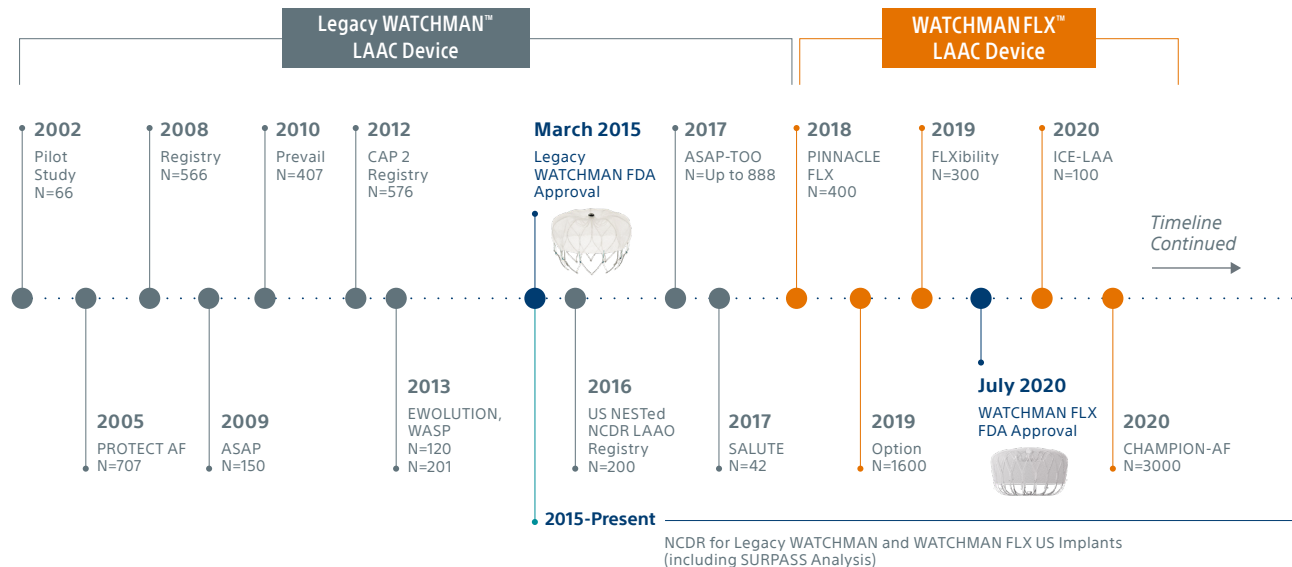 Legacy WATCHMAN™
LAAC Device
WATCHMAN FLX™
LAAC Device
2002
Pilot
Study
N=66
2005
PROTECT AF
N=707
2008
Registry
N=566
2009
ASAP
N=150
2010
Prevail
N=407
2012
CAP 2
Registry
N=576
2013
EWOLUTION,
WASP
N=120
N=201
March 2015
Legacy
WATCHMAN FDA
Approval
2016
US NESTed
NCDR LAAO
Registry
N=200
2017
ASAP-TOO
N=Up to 888
2017
SALUTE
N=42
2018
PINNACLE
FLX
N=400
2019
Option
N=1600
2019
FLXibility
N=300
July 2020
WATCHMAN FLX
FDA Approval
2020
ICE-LAA
N=100
2020
CHAMPION-AF
N=3000
Timeline
Continued
2015-Present
NCDR for Legacy WATCHMAN and WATCHMAN FLX US Implants
(including SURPASS Analysis)